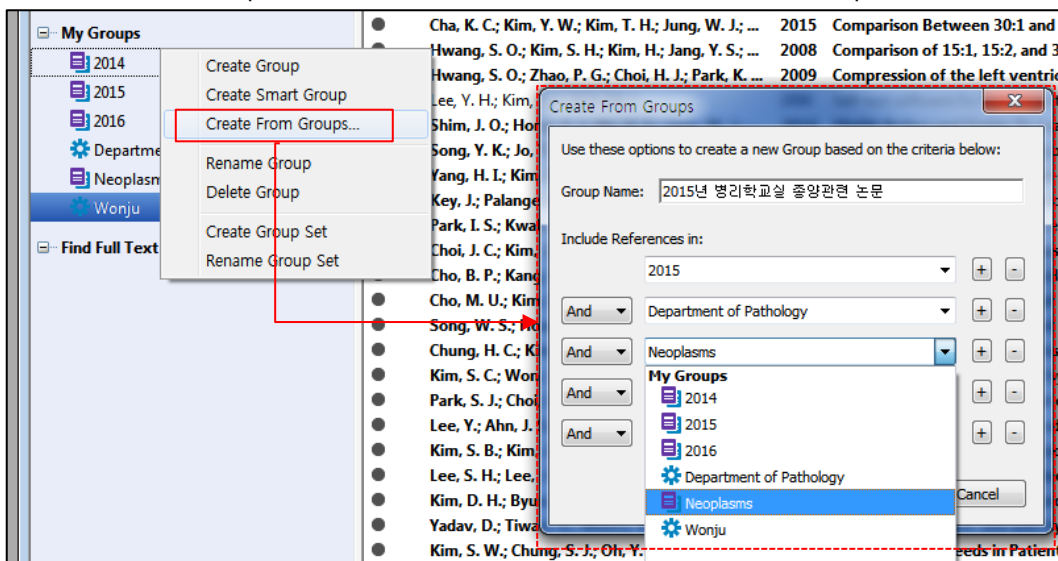 My Groups
2014
2015
2016
Departme
Neoplasm
Wonju
Find Full Text
Create Group
Create Smart Group
Create From Groups...
Rename Group
Delete Group
Create Group Set
Rename Group Set
Cha, K. C.; Kim, Y. W.; Kim, T. H.; Jung, W. J.; ... 2015 Comparison Between 30:1 and
Hwang, S. O.; Kim, S. H.; Kim, H.; Jang, Y. S.; ... 2008 Comparison of 15:1, 15:2, and 3
Hwang, S. O.; Zhao, P. G.; Choi, H. J.; Park, K. ... 2009 Compression of the left ventric
Lee, Y. H.; Kim,
Shim, J. O.; Hor
Song, Y. K.; Jo,
Yang, H. I.; Kim
Key, J.; Palange
Park, I. S.; Kwa
Choi, J. C.; Kim,
Cho, B. P.; Kang
Cho, M. U.; Kim
Song, W. S.;
Chung, H. C.; K
Kim, S. C.; Won
Park, S. J.; Choi
Lee, Y.; Ahn, J.
Kim, S. B.; Kim,
Lee, S. H.; Lee,
Kim, D. H.; Byu
Yadav, D.; Tiwa
Kim, S. W.; Chung, S. J.; Oh, Y. eeds in Patien
Create From Groups
Use these options to create a new Group based on the criteria below:
Group Name: 2015년 병리학교실 종양관련 논문
Include References in:
2015 + -
And Department of Pathology + -
And Neoplasms + -
And + -
And + -
My Groups
2014
2015
2016
Department of Pathology
Neoplasms
Wonju
Cancel